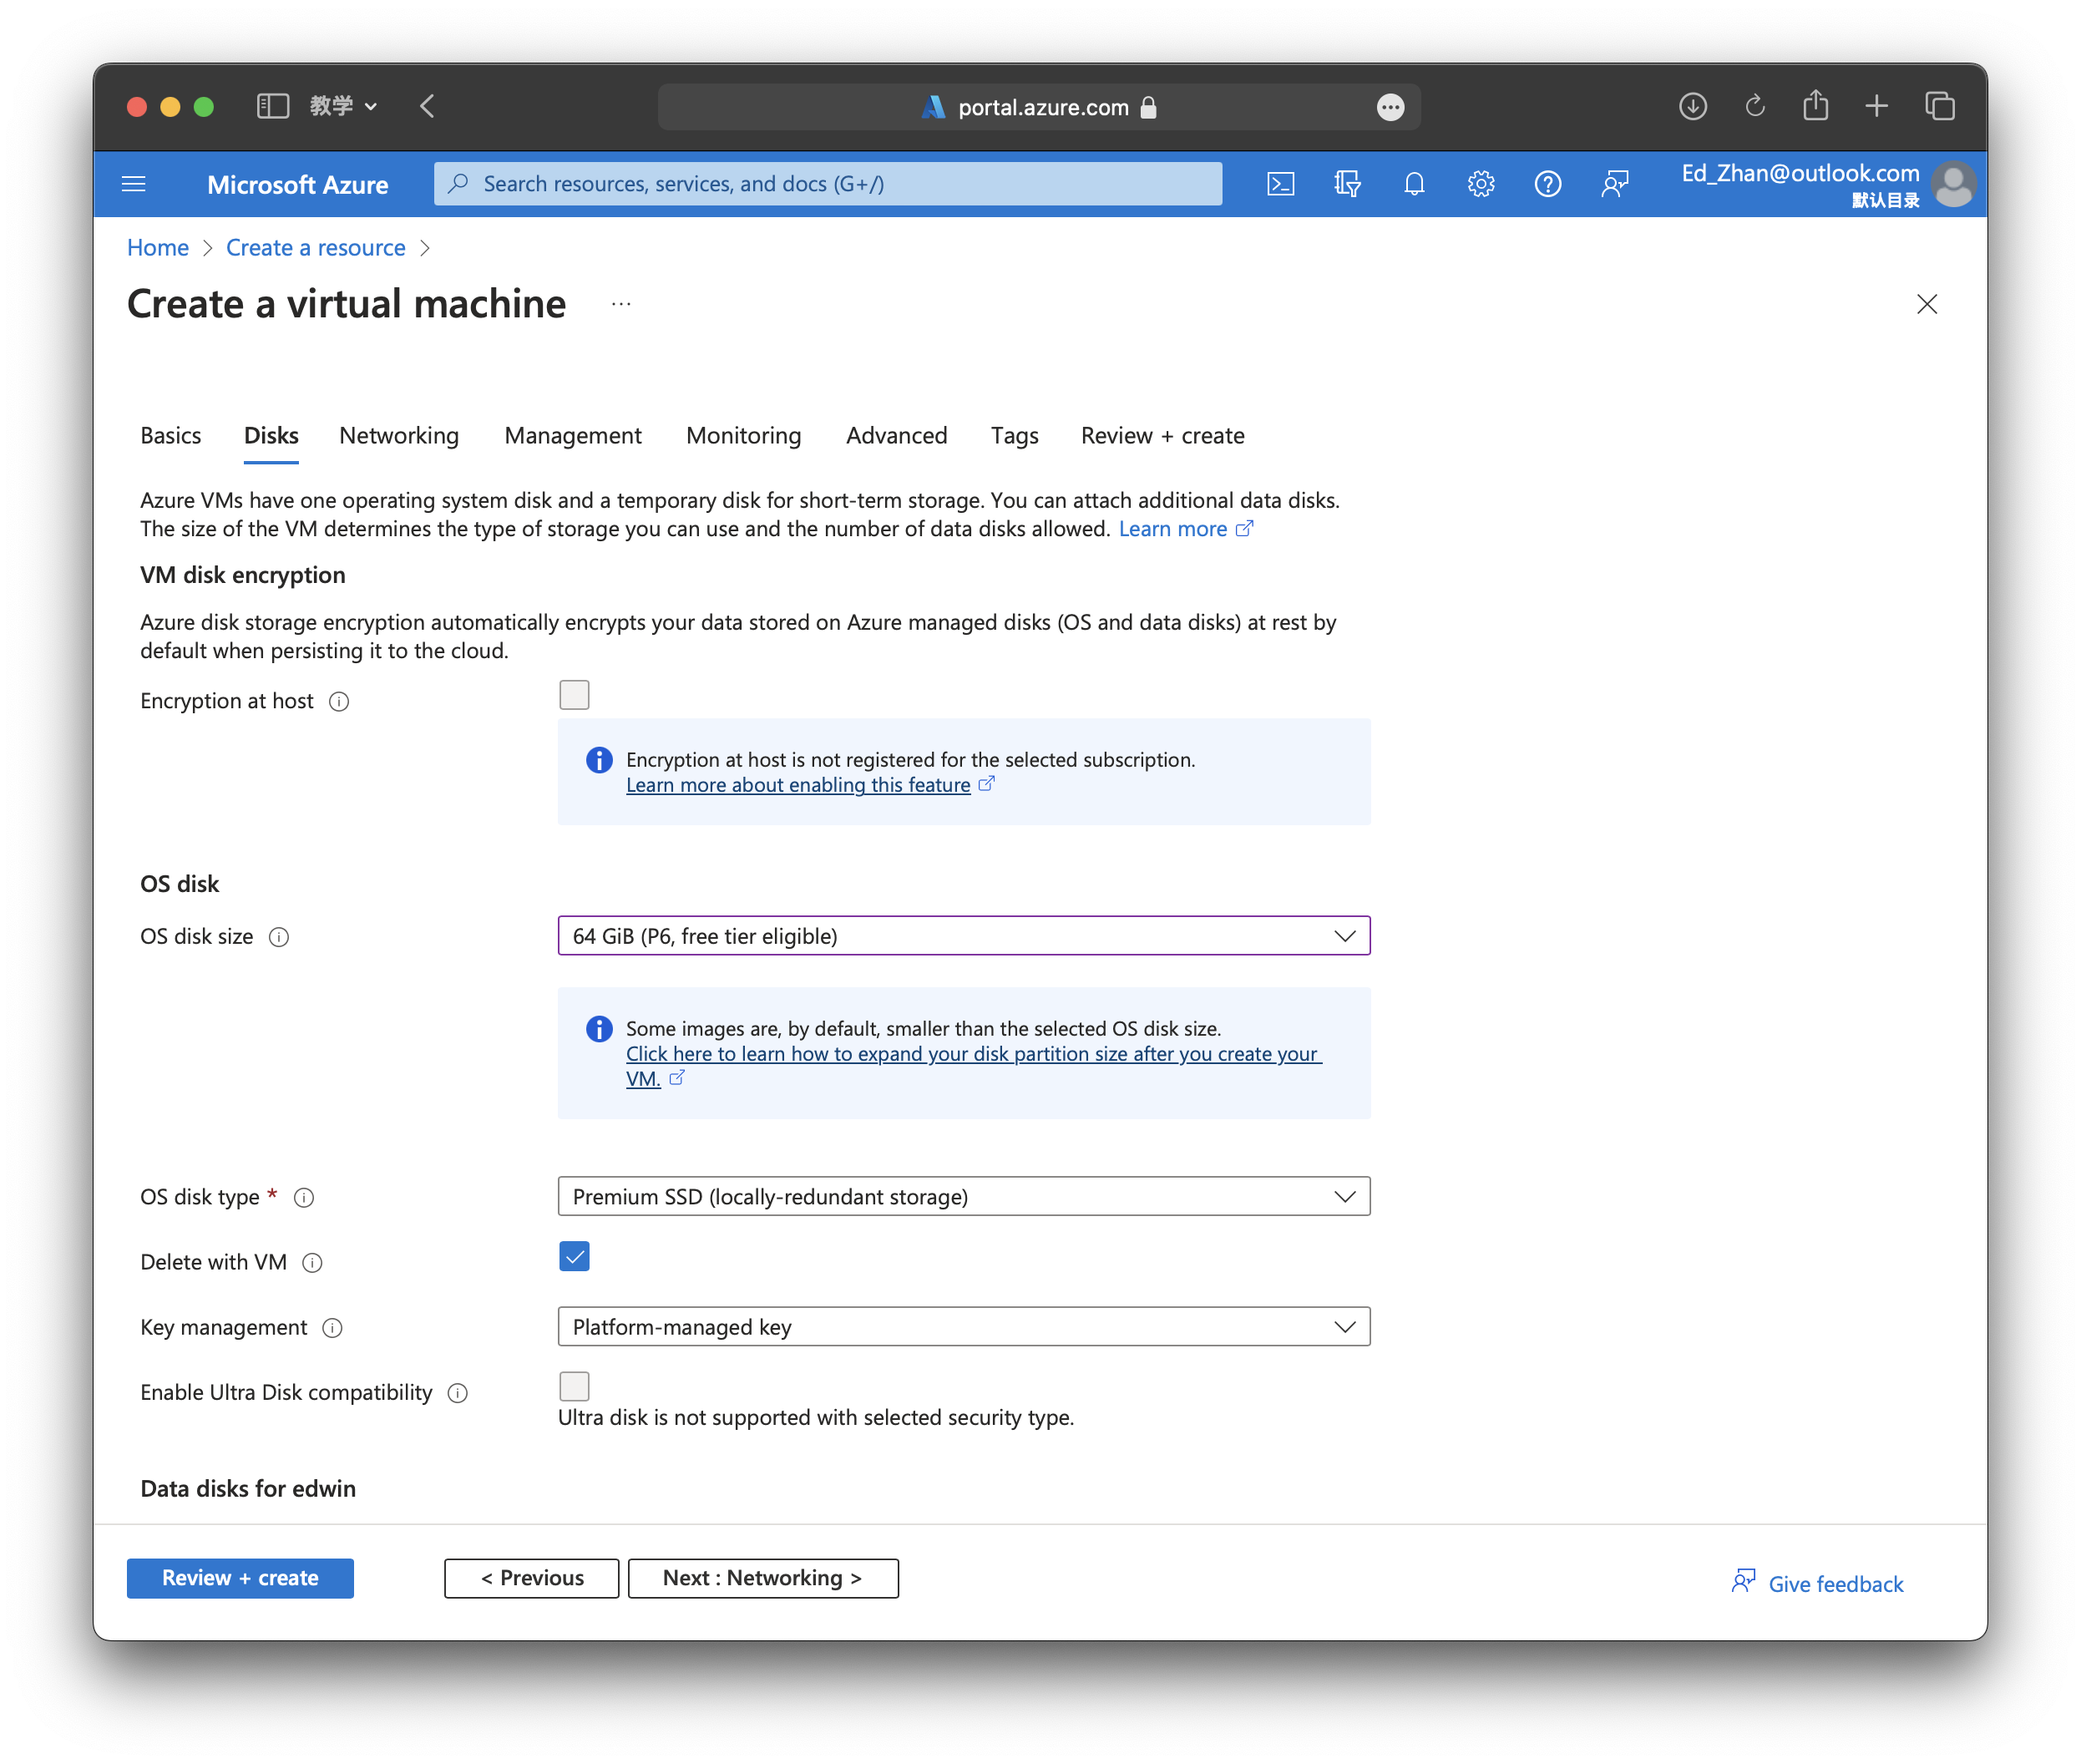 教学
portal.azure.com
Microsoft Azure
Search resources, services, and docs (G+/)
Ed_Zhan@outlook.com
默认目录
Home > Create a resource >
Create a virtual machine ...
Basics Disks Networking Management Monitoring Advanced Tags Review + create
Azure VMs have one operating system disk and a temporary disk for short-term storage. You can attach additional data disks.
The size of the VM determines the type of storage you can use and the number of data disks allowed. Learn more
VM disk encryption
Azure disk storage encryption automatically encrypts your data stored on Azure managed disks (OS and data disks) at rest by
default when persisting it to the cloud.
Encryption at host
Encryption at host is not registered for the selected subscription.
Learn more about enabling this feature
OS disk
OS disk size
64 GiB (P6, free tier eligible)
Some images are, by default, smaller than the selected OS disk size.
Click here to learn how to expand your disk partition size after you create your
VM.
OS disk type *
Premium SSD (locally-redundant storage)
Delete with VM
Key management
Platform-managed key
Enable Ultra Disk compatibility
Ultra disk is not supported with selected security type.
Data disks for edwin
Review + create
< Previous
Next : Networking >
Give feedback